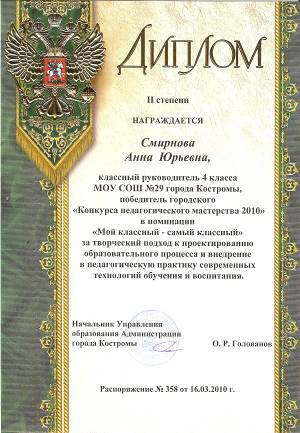 ДИПЛОМ
II степени
НАГРАЖДАЕТСЯ
Смирнова
Анна Юрьевна,
классный руководитель 4 класса
МОУ СОШ №29 города Костромы,
победитель городского
«Конкурса педагогического мастерства 2010»
в номинации
«Мой классный - самый классный»
за творческий подход к проектированию
образовательного процесса и внедрение
в педагогическую практику современных
технологий обучения и воспитания.
Начальник Управления
образования Администрации
города Костромы О. Р. Голованов
Распоряжение № 358 от 16.03.2010 г.